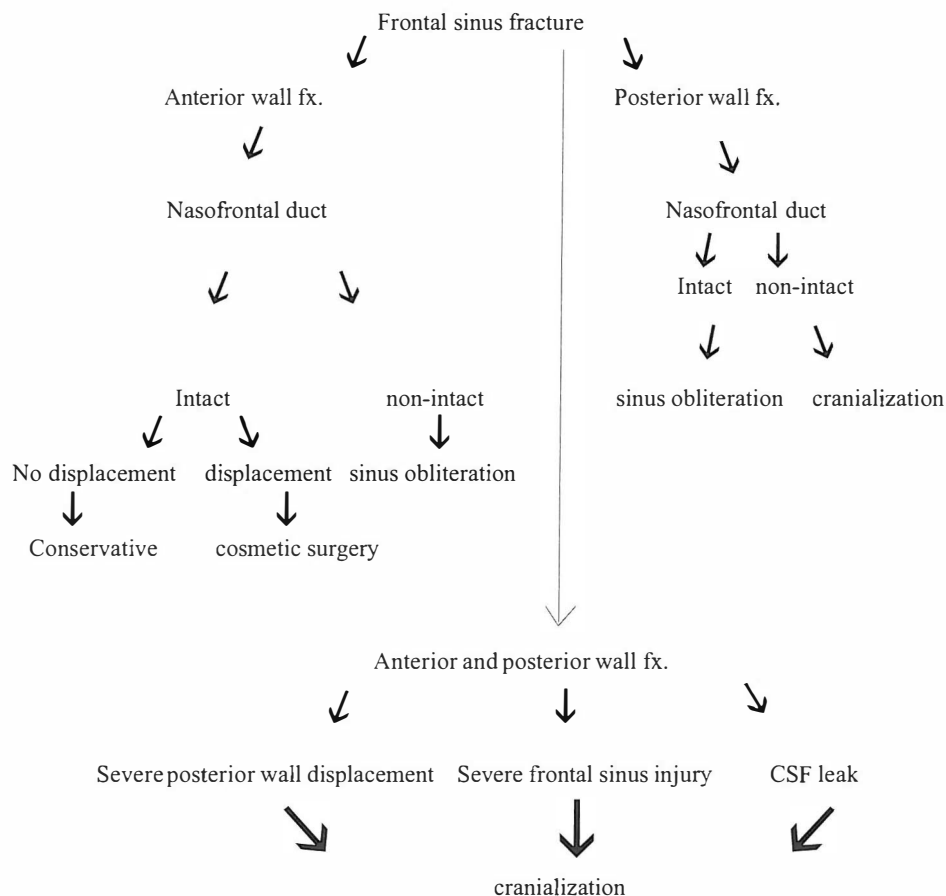 Frontal sinus fracture
Anterior wall fx.
Posterior wall fx.
Nasofrontal duct
Nasofrontal duct
Intact non-intact
Intact
non-intact
sinus obliteration cranialization
No displacement displacement sinus obliteration
Conservative
cosmetic surgery
Anterior and posterior wall fx.
Severe posterior wall displacement
Severe frontal sinus injury
CSF leak
cranialization